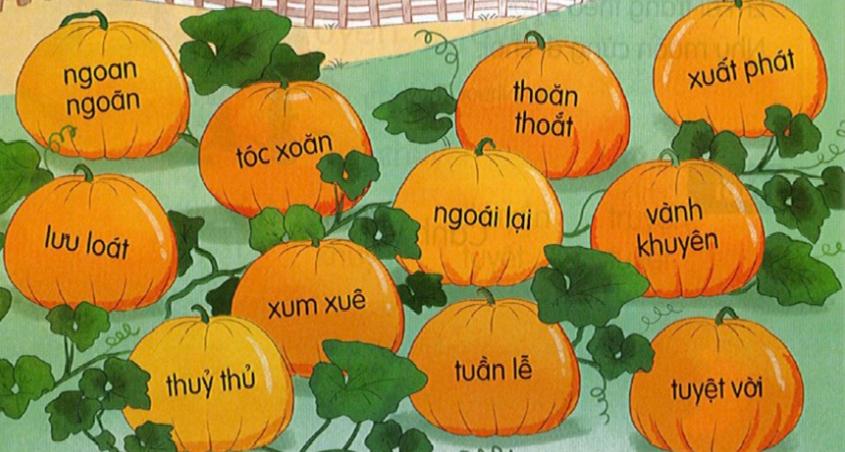 ngoan
ngoãn
tóc xoăn
thoăn
thoắt
xuất phát
lưu loát
ngoái lại
vành
khuyên
xum xuê
thuỷ thủ
tuần lễ
tuyệt vời